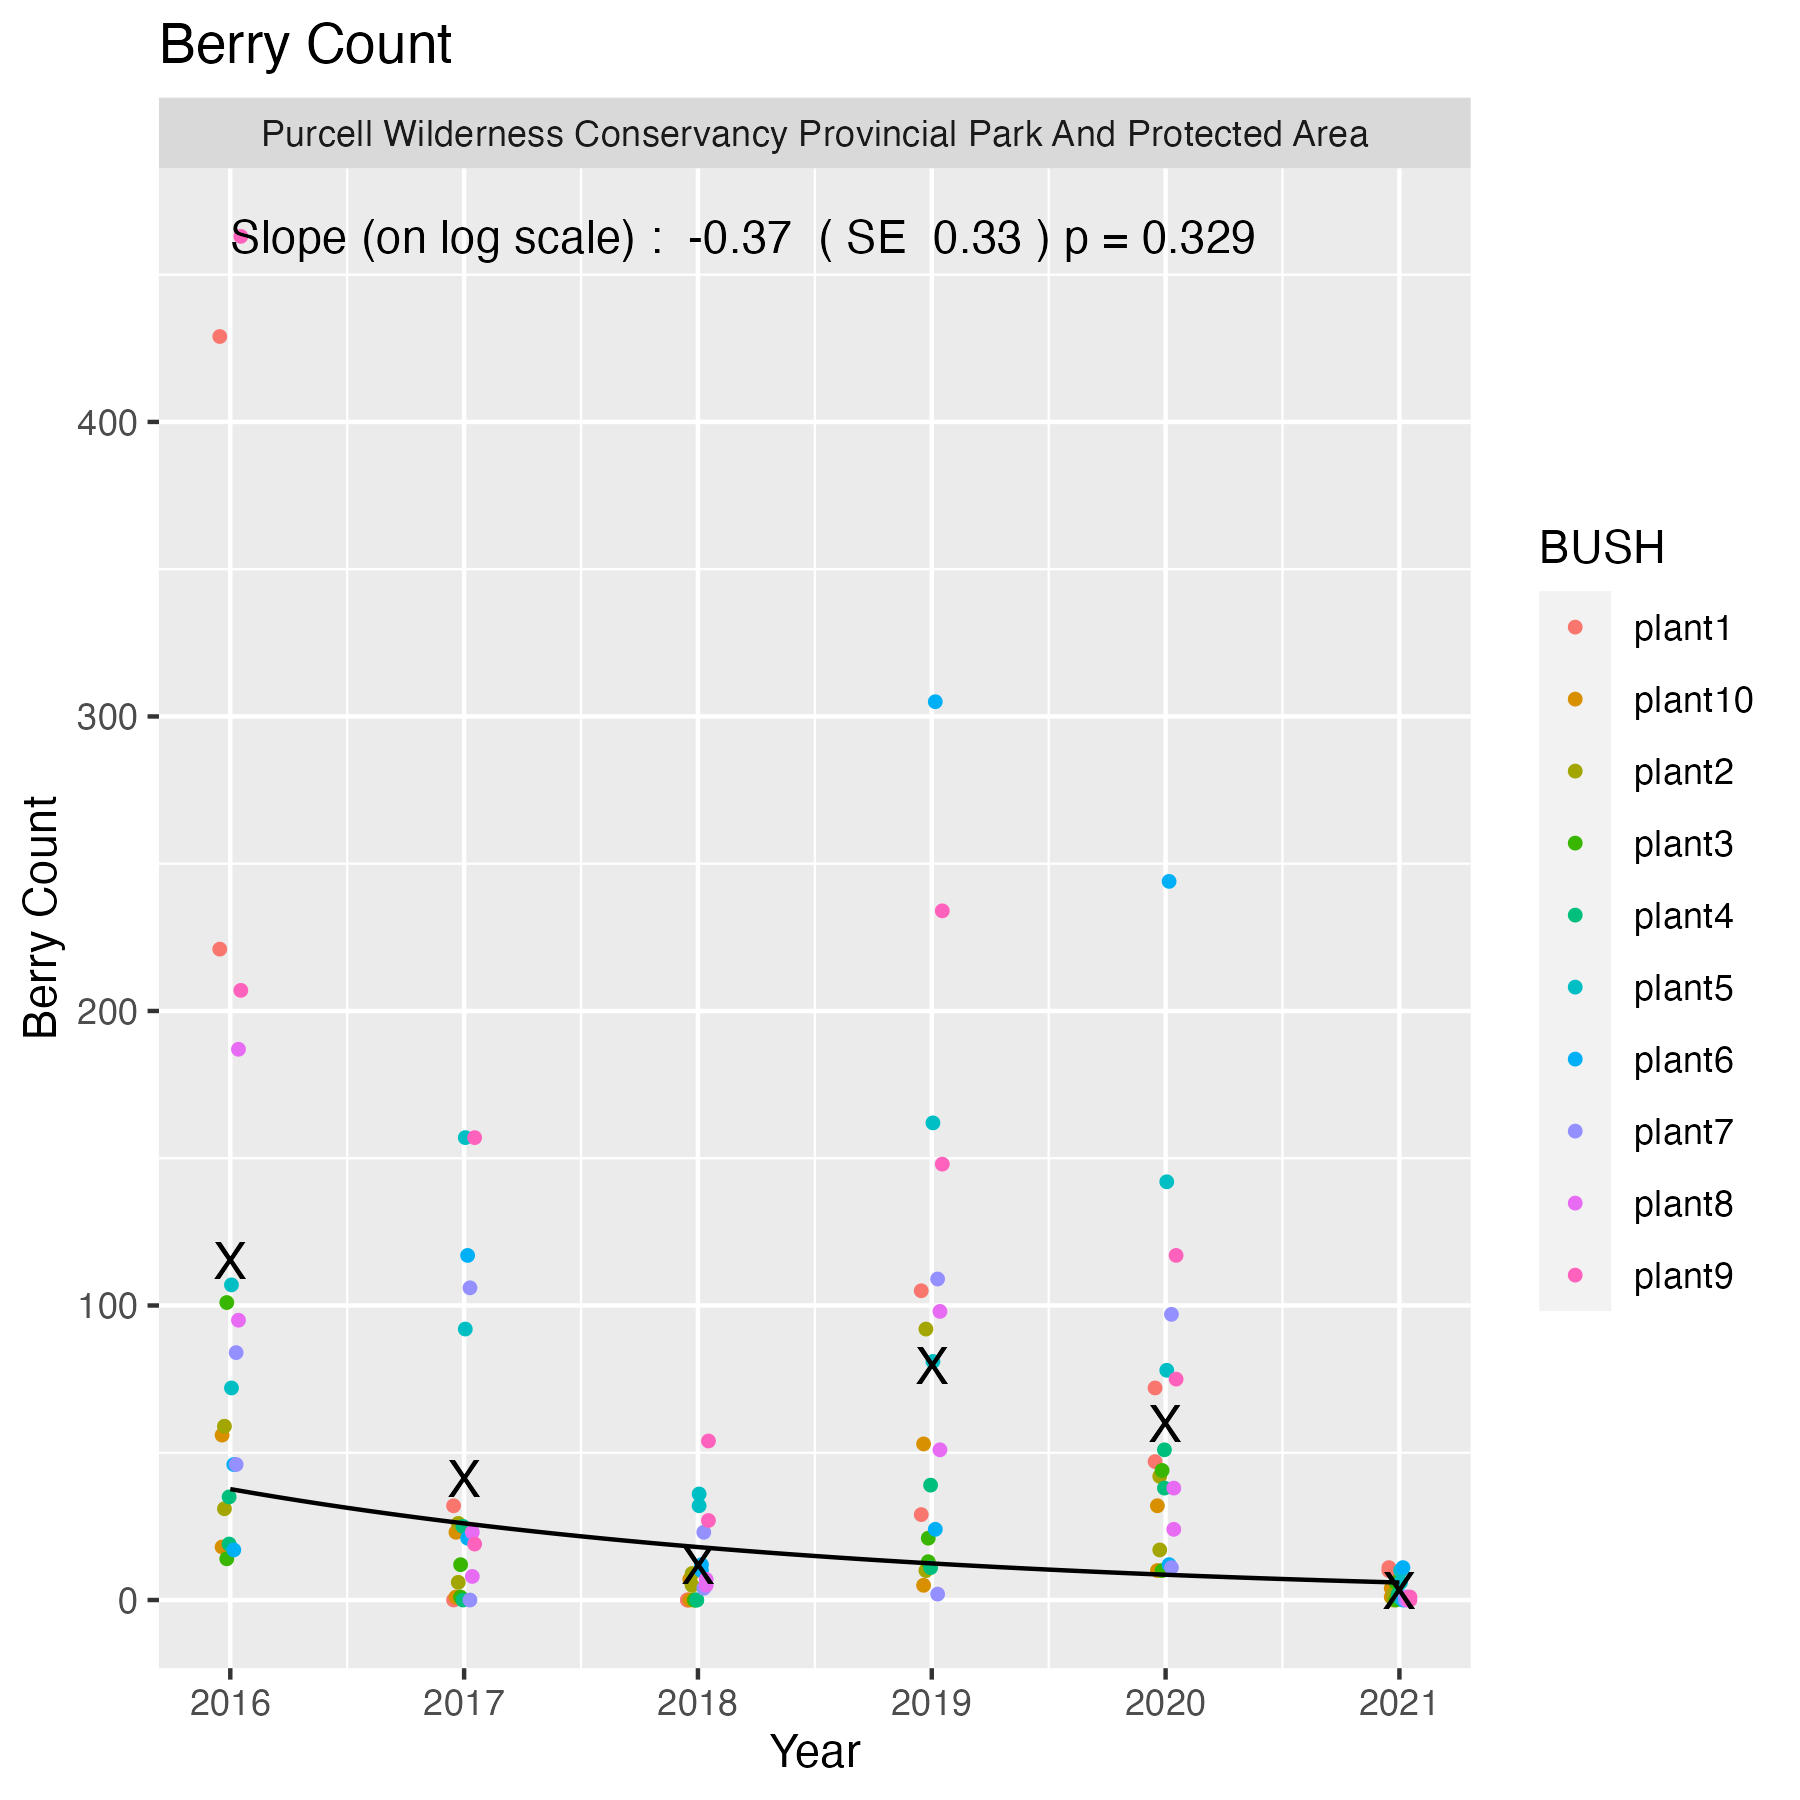 Berry Count
Purcell Wilderness Conservancy Provincial Park And Protected Area
Slope (on log scale) : -0.37 ( SE 0.33 ) p = 0.329
400
300
200
100
0
Berry Count
X
X
X
X
X
X
2016 2017 2018 2019 2020 2021
Year
BUSH
plant1
plant10
plant2
plant3
plant4
plant5
plant6
plant7
plant8
plant9